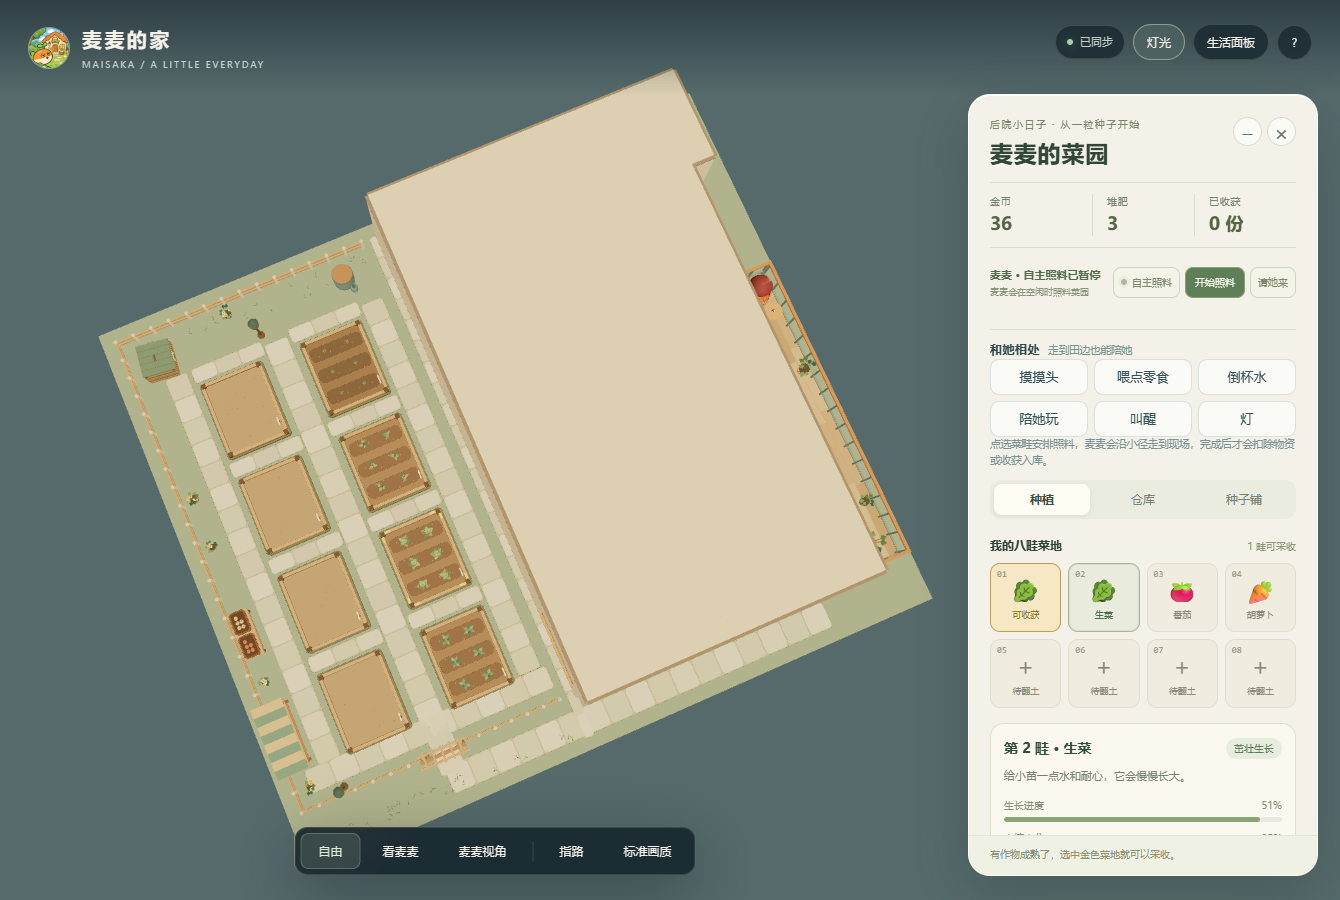 麦麦的家
MAISAKA / A LITTLE EVERYDAY
已同步
灯光
生活面板
?
后院小日子 · 从一粒种子开始
麦麦的菜园
金币
36
堆肥
3
已收获
0 份
麦麦 · 自主照料已暂停
麦麦会在空闲时照料菜园
自主照料
开始照料
请她来
和她相处 走到田边也能陪她
摸摸头
喂点零食
倒杯水
陪她玩
叫醒
灯
点选菜畦安排照料，麦麦会沿小径走到现场，完成后才会扣除物资
或收获入库。
种植
仓库
种子铺
我的八畦菜地
1 畦可采收
01
可收获
02
生菜
03
番茄
04
胡萝卜
05
待翻土
06
待翻土
07
待翻土
08
待翻土
第 2 畦 · 生菜
茁壮生长
给小苗一点水和耐心，它会慢慢长大。
生长进度
51%
有作物成熟了，选中金色菜地就可以采收。
自由
看麦麦
麦麦视角
指路
标准画质